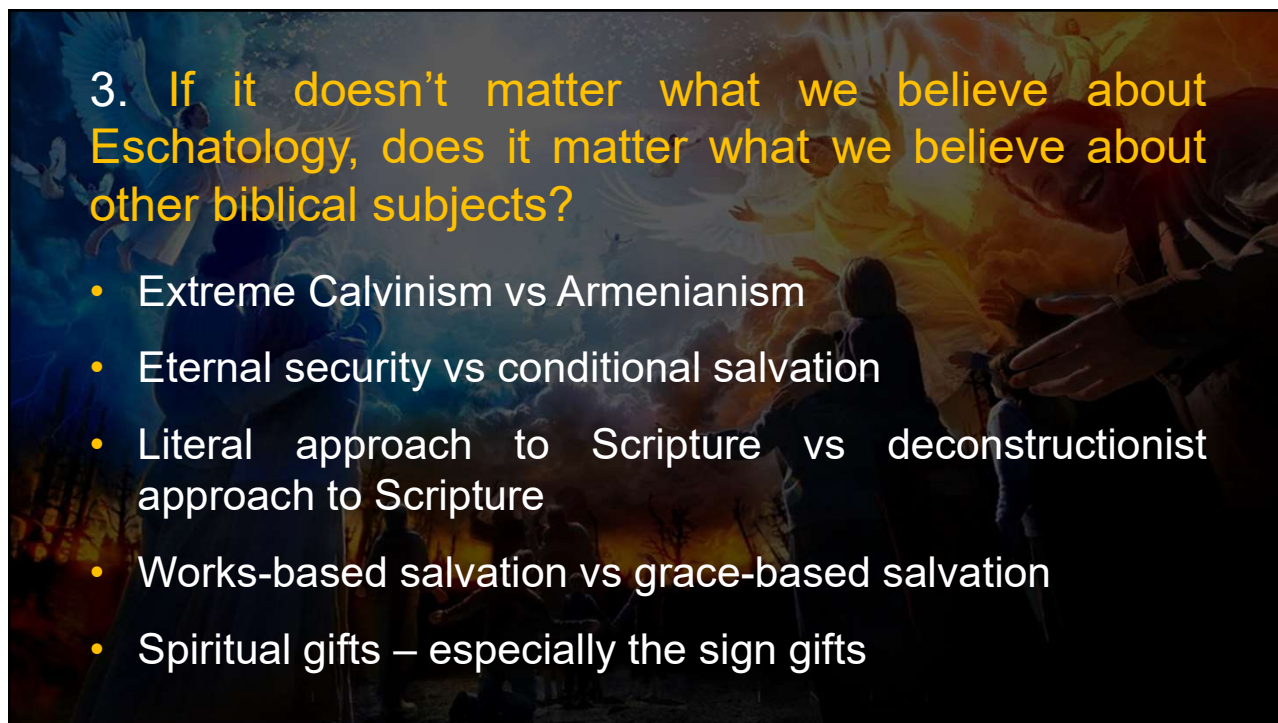 3. If it doesn’t matter what we believe about
Eschatology, does it matter what we believe about
other biblical subjects?
• Extreme Calvinism vs Armenianism
• Eternal security vs conditional salvation
• Literal approach to Scripture vs deconstructionist
approach to Scripture
• Works-based salvation vs grace-based salvation
• Spiritual gifts – especially the sign gifts